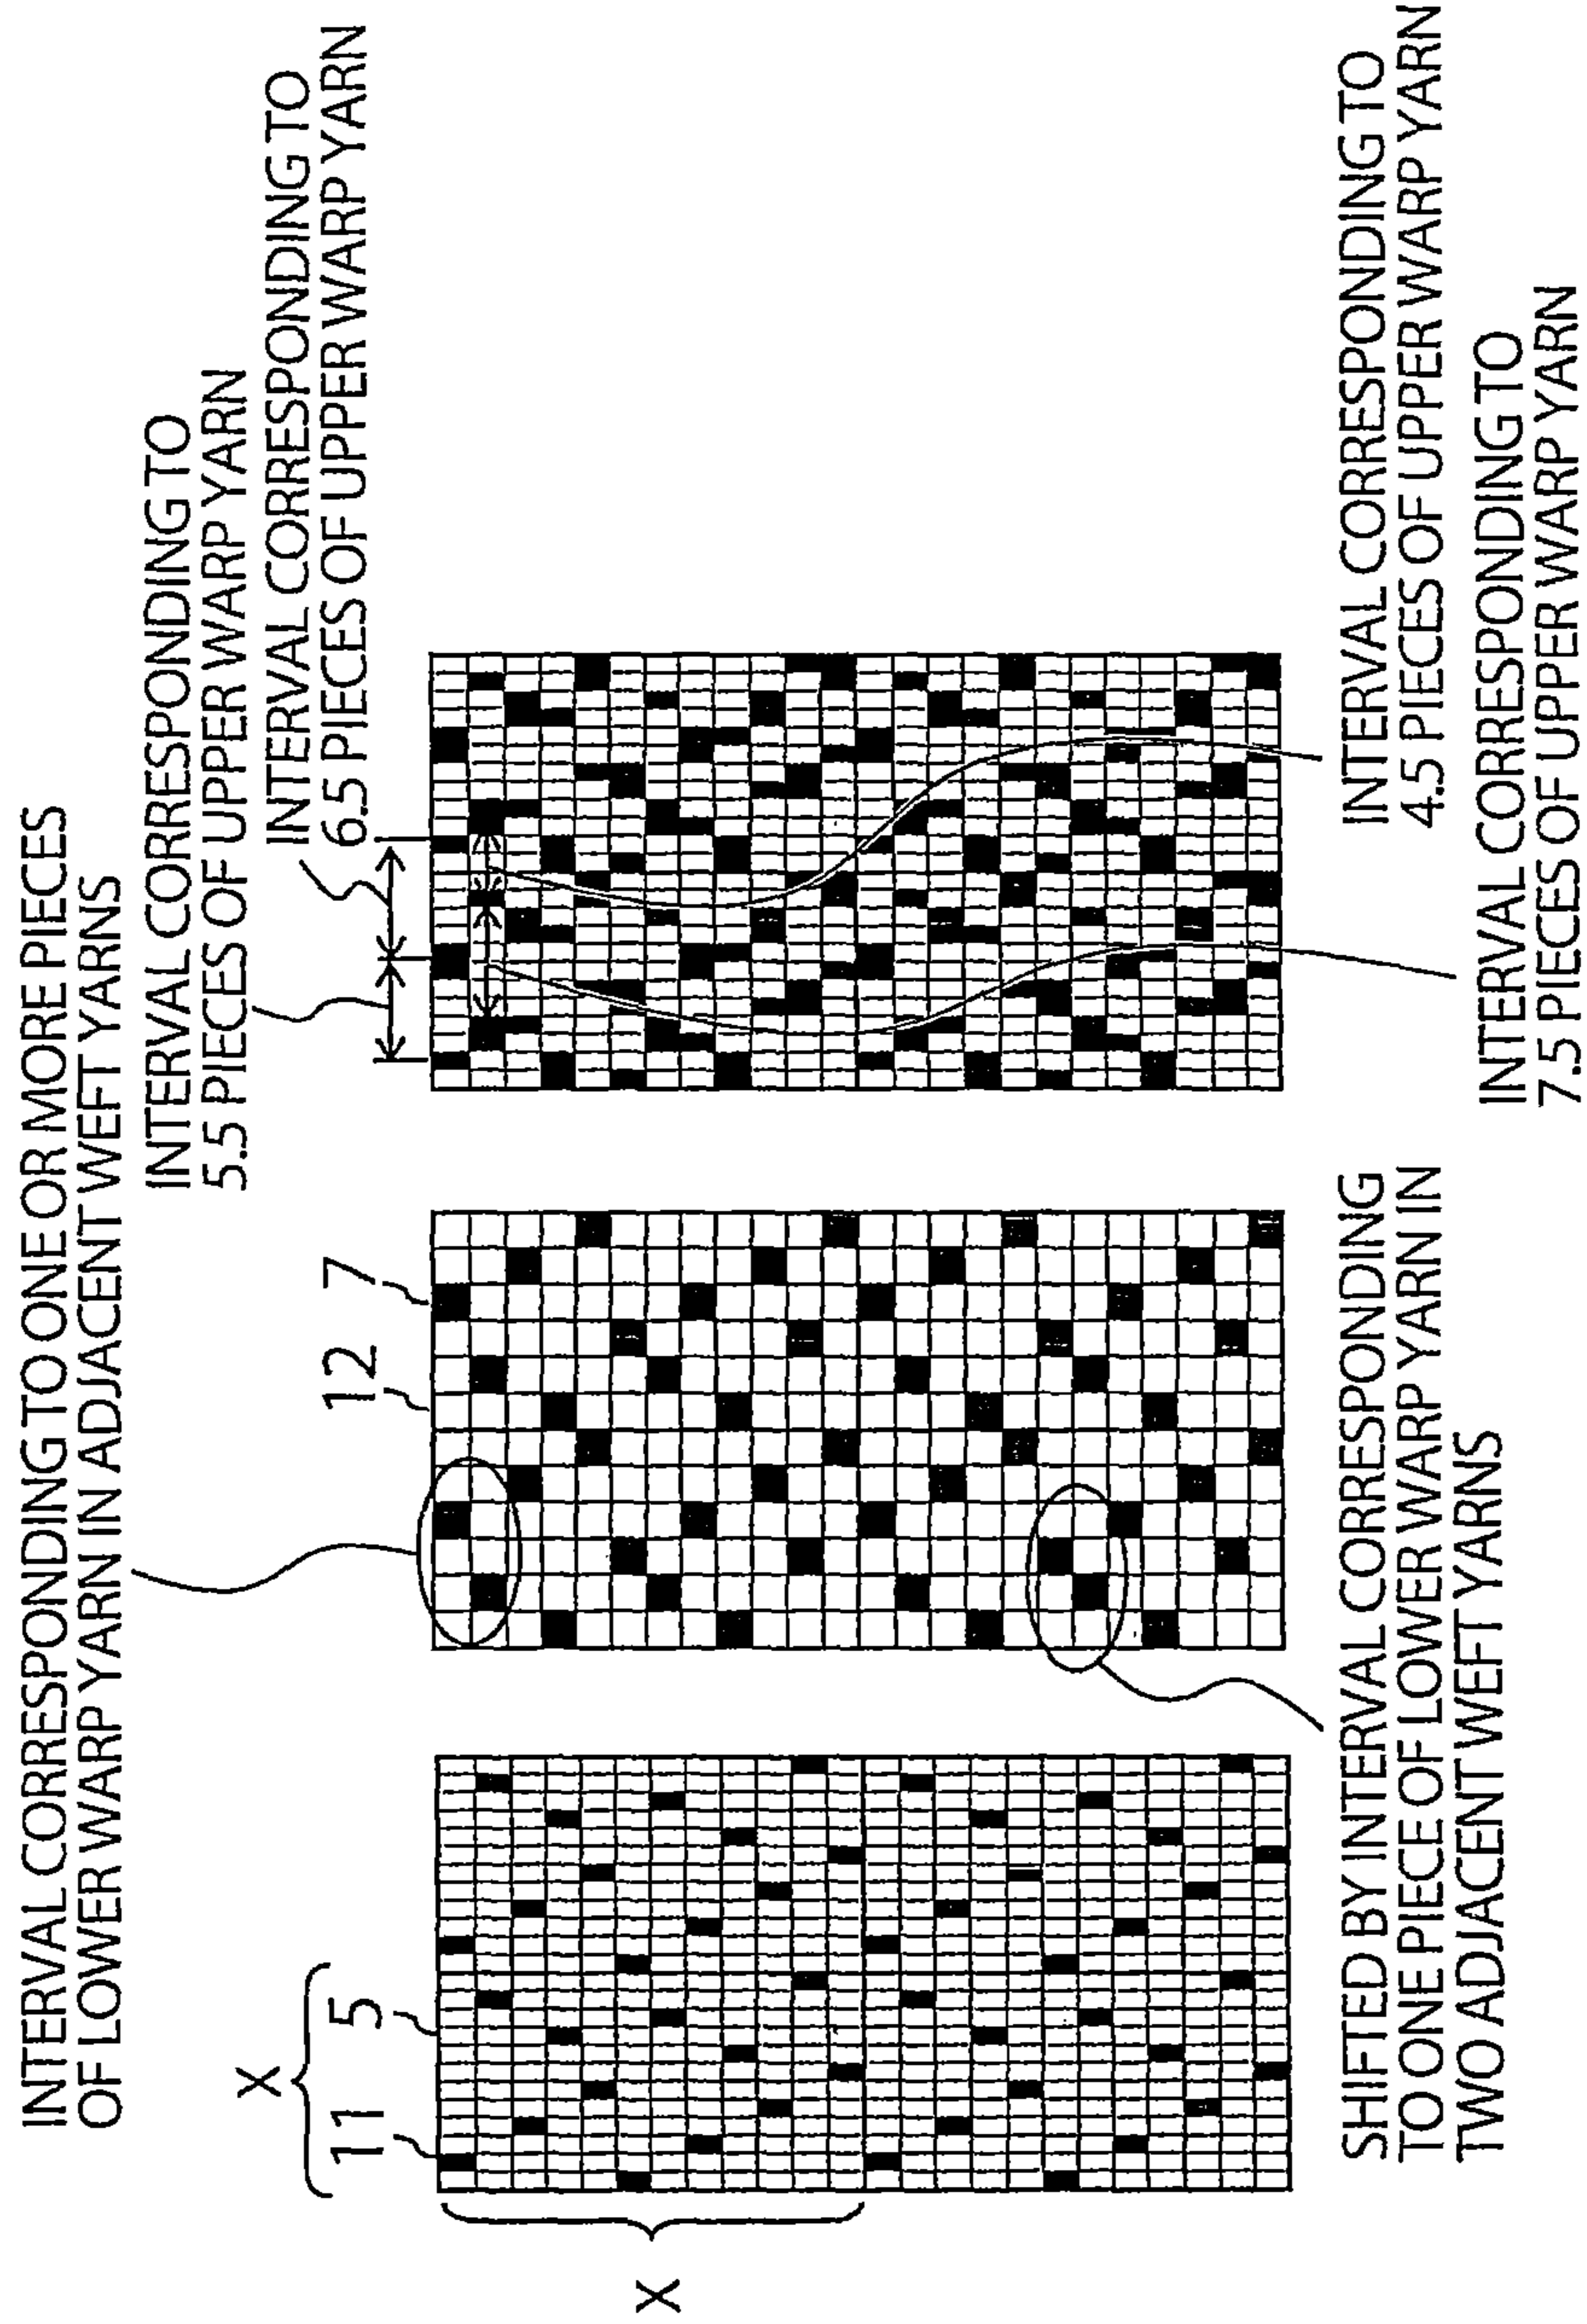 INTERVAL CORRESPONDING TO ONE OR MORE PIECES
OF LOWER WARP YARN IN ADJACENT WEFT YARNS
INTERVAL CORRESPONDING TO
5.5 PIECES OF UPPER WARP YARN
INTERVAL CORRESPONDING TO
6.5 PIECES OF UPPER WARP YARN
X
11
5
12
7
X
SHIFTED BY INTERVAL CORRESPONDING
TO ONE PIECE OF LOWER WARP YARN IN
TWO ADJACENT WEFT YARNS
INTERVAL CORRESPONDING TO
4.5 PIECES OF UPPER WARP YARN
INTERVAL CORRESPONDING TO
7.5 PIECES OF UPPER WARP YARN